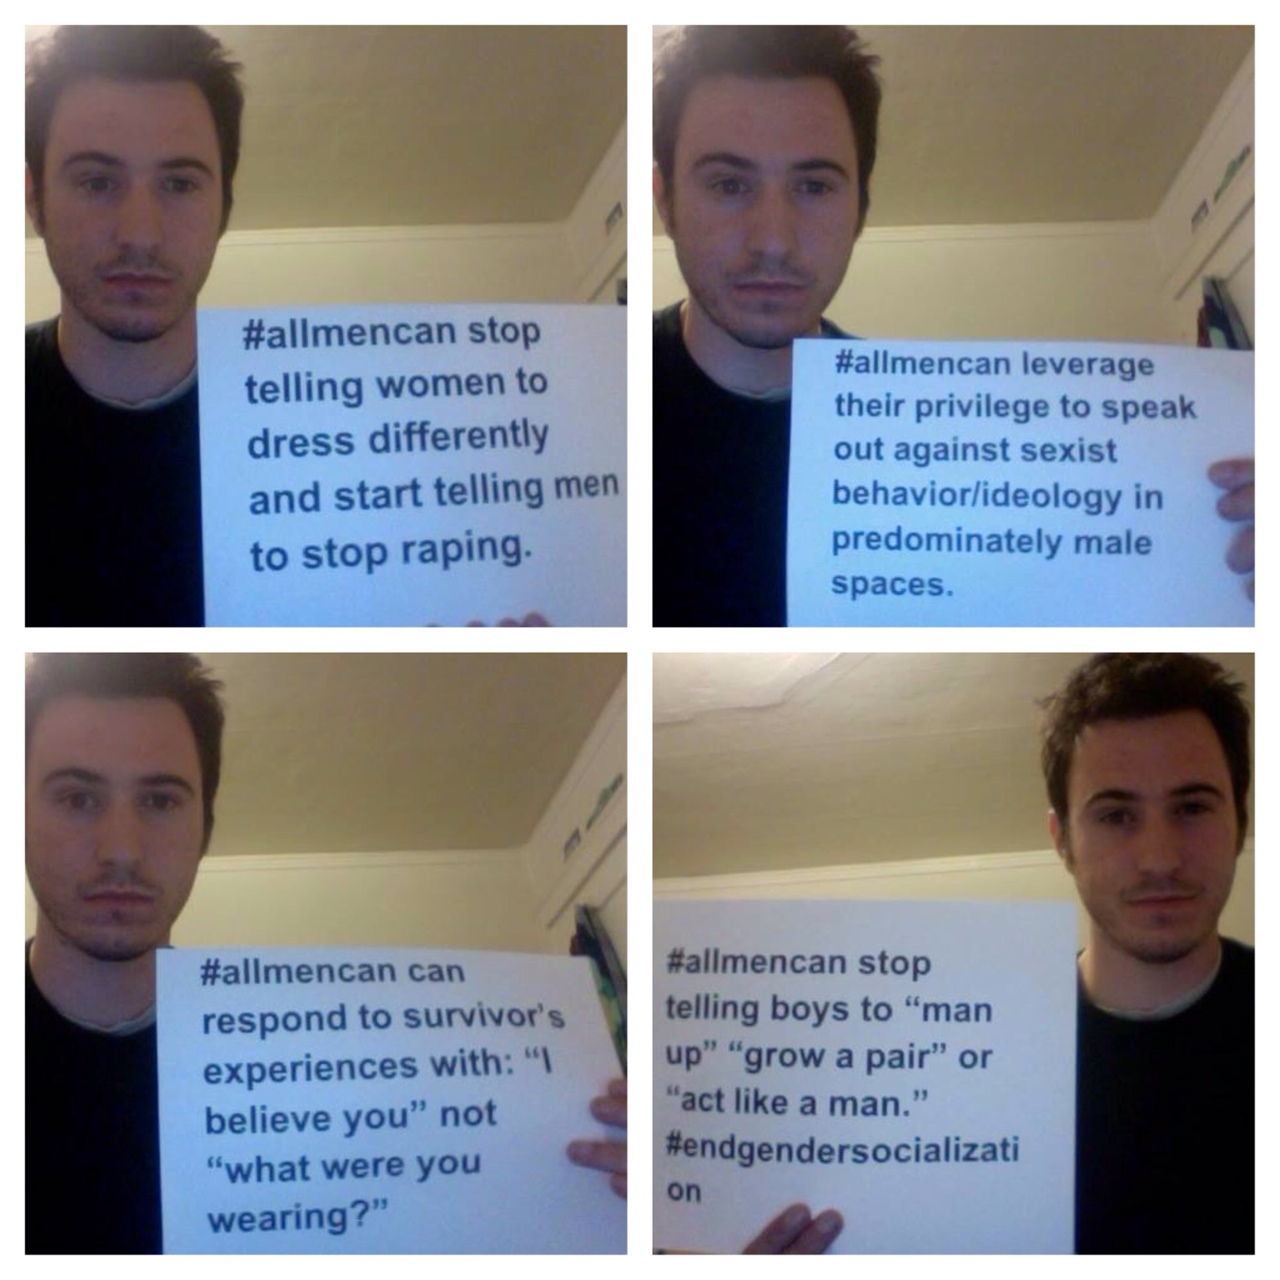 #allmencan stop
telling women to
dress differently
and start telling men
to stop raping.
#allmencan leverage
their privilege to speak
out against sexist
behavior/ideology in
predominately male
spaces.
#allmencan can
respond to survivor's
experiences with: “I
believe you” not
“what were you
wearing?”
#allmencan stop
telling boys to “man
up” “grow a pair” or
“act like a man.”
#endgendersocializati
on